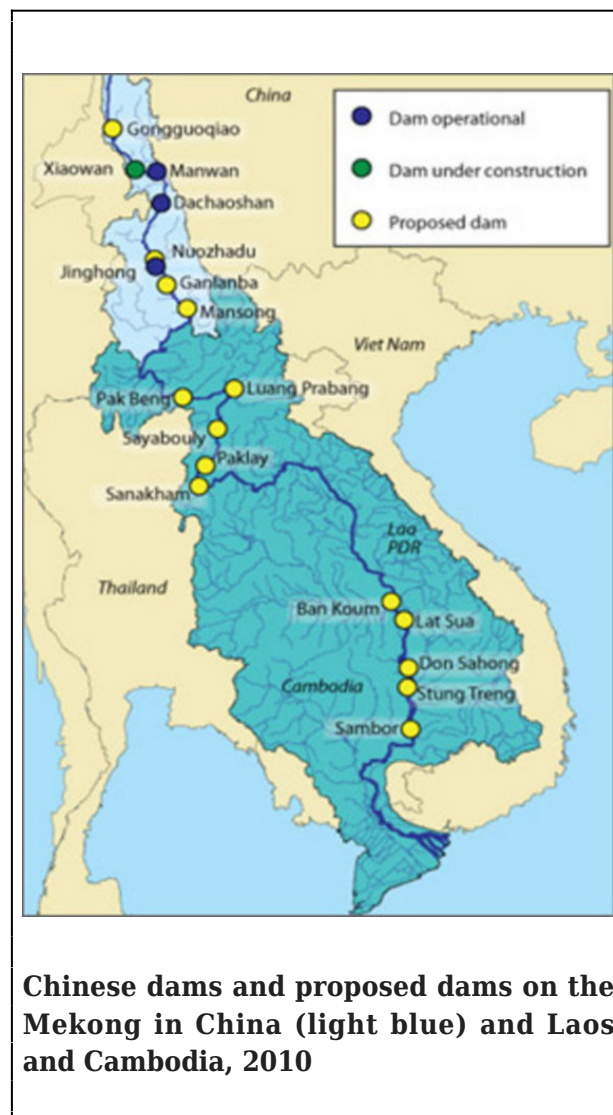 China
Dam operational
Dam under construction
Proposed dam
Gongguoqiao
Xiaowan
Manwan
Dachaoshan
Nuozhadu
Jinghong
Ganlanba
Mansong
Viet Nam
Luang Prabang
Pak Beng
Sayabouly
Paklay
Sanakham
Lao
PDR
Thailand
Ban Koum
Lat Sua
Don Sahong
Cambodia
Stung Treng
Sambor
Chinese dams and proposed dams on the
Mekong in China (light blue) and Laos
and Cambodia, 2010